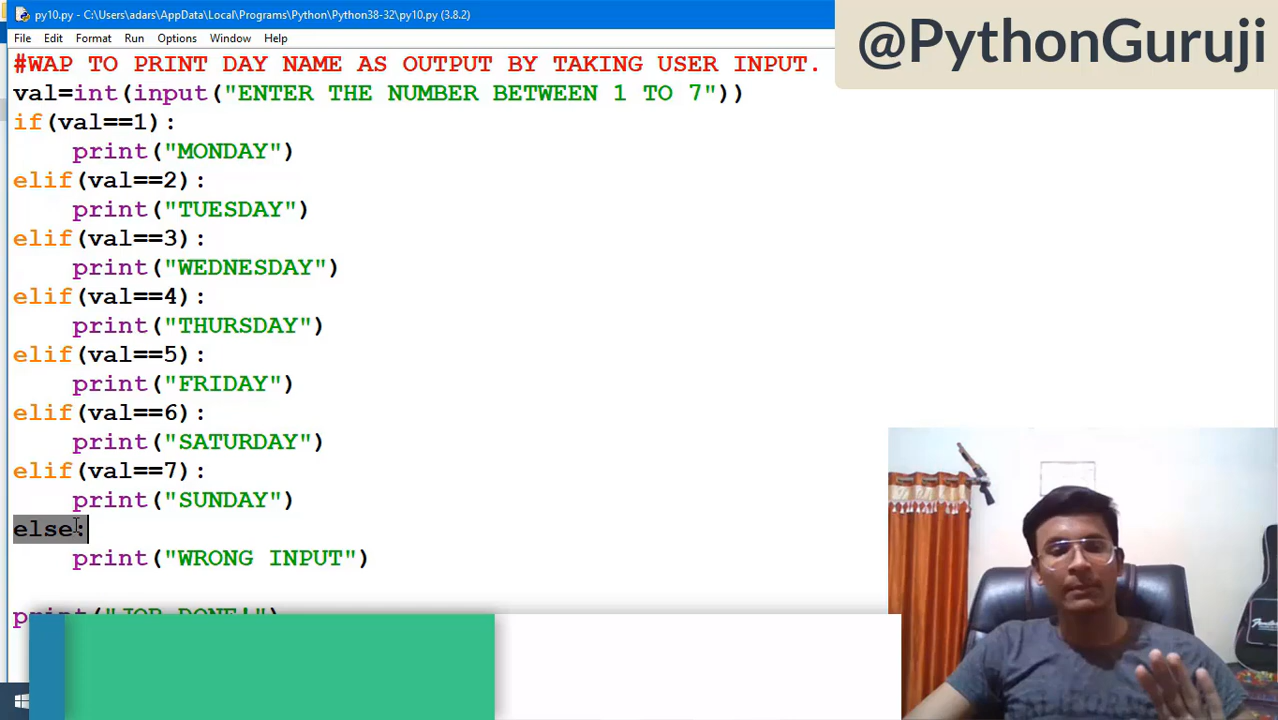 py10.py - C:\Users\adars\AppData\Local\Programs\Python\Python38-32\py10.py (3.8.2)
@PythonGuruji
File Edit Format Run Options Window Help
#WAP TO PRINT DAY NAME AS OUTPUT BY TAKING USER INPUT.
val=int(input("ENTER THE NUMBER BETWEEN 1 TO 7"))
if(val==1):
    print("MONDAY")
elif(val==2):
    print("TUESDAY")
elif(val==3):
    print("WEDNESDAY")
elif(val==4):
    print("THURSDAY")
elif(val==5):
    print("FRIDAY")
elif(val==6):
    print("SATURDAY")
elif(val==7):
    print("SUNDAY")
else:
    print("WRONG INPUT")
print("JOB DONE!")
Fender